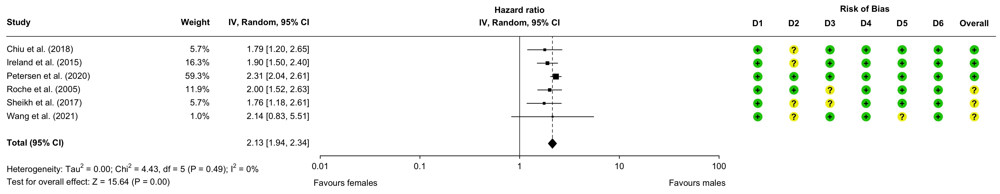 Hazard ratio Risk of Bias
Study Weight IV, Random, 95% CI IV, Random, 95% CI D1 D2 D3 D4 D5 D6 Overall
Chiu et al. (2018) 5.7% 1.79 [1.20, 2.65] + ? + + + + +
Ireland et al. (2015) 16.3% 1.90 [1.50, 2.40] + ? + + + + +
Petersen et al. (2020) 59.3% 2.31 [2.04, 2.61] + + + + + + +
Roche et al. (2005) 11.9% 2.00 [1.52, 2.63] + + ? + + + ?
Sheikh et al. (2017) 5.7% 1.76 [1.18, 2.61] + ? ? + + + ?
Wang et al. (2021) 1.0% 2.14 [0.83, 5.51] + ? + + ? + ?
Total (95% CI) 2.13 [1.94, 2.34]
Heterogeneity: Tau² = 0.00; Chi² = 4.43, df = 5 (P = 0.49); I² = 0% 0.01 0.1 1 10 100
Test for overall effect: Z = 15.64 (P = 0.00) Favours females Favours males